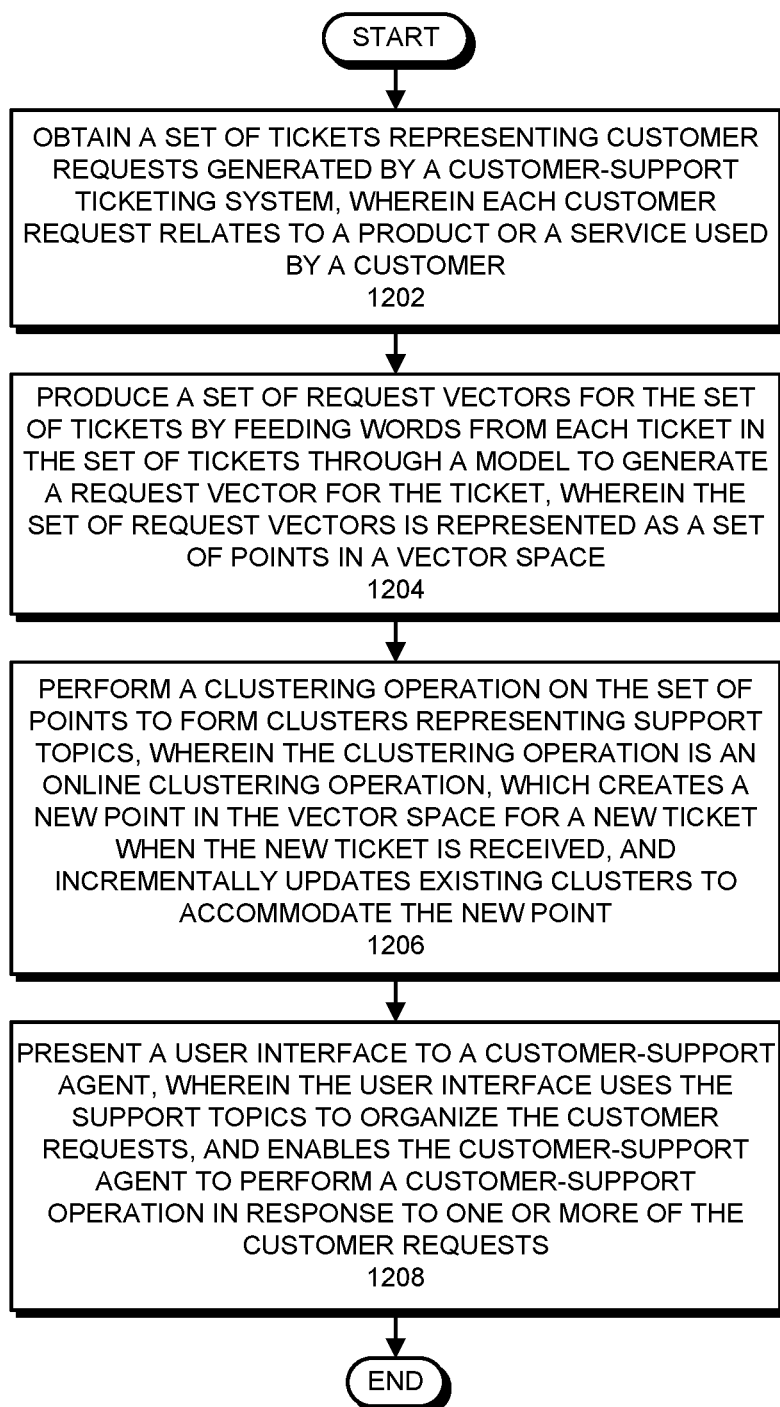 START
OBTAIN A SET OF TICKETS REPRESENTING CUSTOMER
REQUESTS GENERATED BY A CUSTOMER-SUPPORT
TICKETING SYSTEM, WHEREIN EACH CUSTOMER
REQUEST RELATES TO A PRODUCT OR A SERVICE USED
BY A CUSTOMER
1202
PRODUCE A SET OF REQUEST VECTORS FOR THE SET
OF TICKETS BY FEEDING WORDS FROM EACH TICKET IN
THE SET OF TICKETS THROUGH A MODEL TO GENERATE
A REQUEST VECTOR FOR THE TICKET, WHEREIN THE
SET OF REQUEST VECTORS IS REPRESENTED AS A SET
OF POINTS IN A VECTOR SPACE
1204
PERFORM A CLUSTERING OPERATION ON THE SET OF
POINTS TO FORM CLUSTERS REPRESENTING SUPPORT
TOPICS, WHEREIN THE CLUSTERING OPERATION IS AN
ONLINE CLUSTERING OPERATION, WHICH CREATES A
NEW POINT IN THE VECTOR SPACE FOR A NEW TICKET
WHEN THE NEW TICKET IS RECEIVED, AND
INCREMENTALLY UPDATES EXISTING CLUSTERS TO
ACCOMMODATE THE NEW POINT
1206
PRESENT A USER INTERFACE TO A CUSTOMER-SUPPORT
AGENT, WHEREIN THE USER INTERFACE USES THE
SUPPORT TOPICS TO ORGANIZE THE CUSTOMER
REQUESTS, AND ENABLES THE CUSTOMER-SUPPORT
AGENT TO PERFORM A CUSTOMER-SUPPORT
OPERATION IN RESPONSE TO ONE OR MORE OF THE
CUSTOMER REQUESTS
1208
END